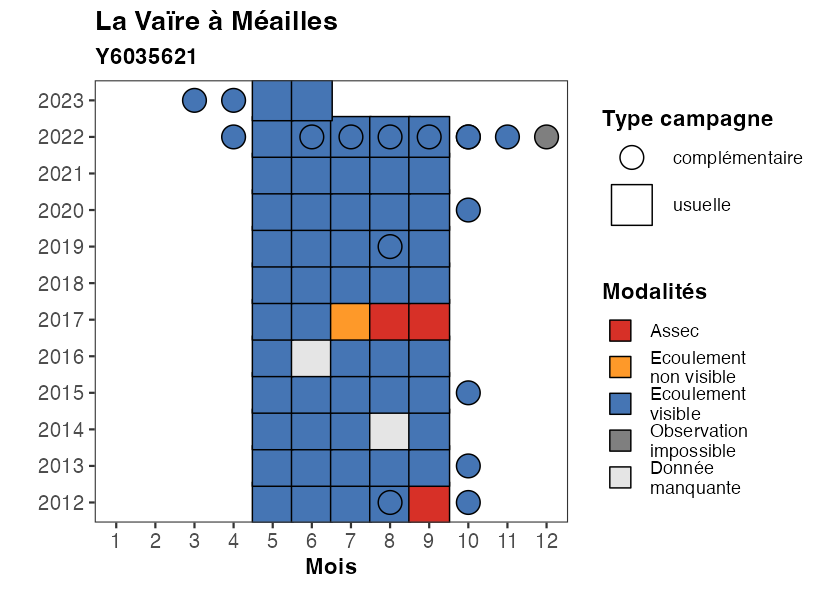 La Vaïre à Méailles
Y6035621
2023
2022
2021
2020
2019
2018
2017
2016
2015
2014
2013
2012
1 2 3 4 5 6 7 8 9 10 11 12
Mois
Type campagne
complémentaire
usuelle
Modalités
Assec
Ecoulement
non visible
Ecoulement
visible
Observation
impossible
Donnée
manquante